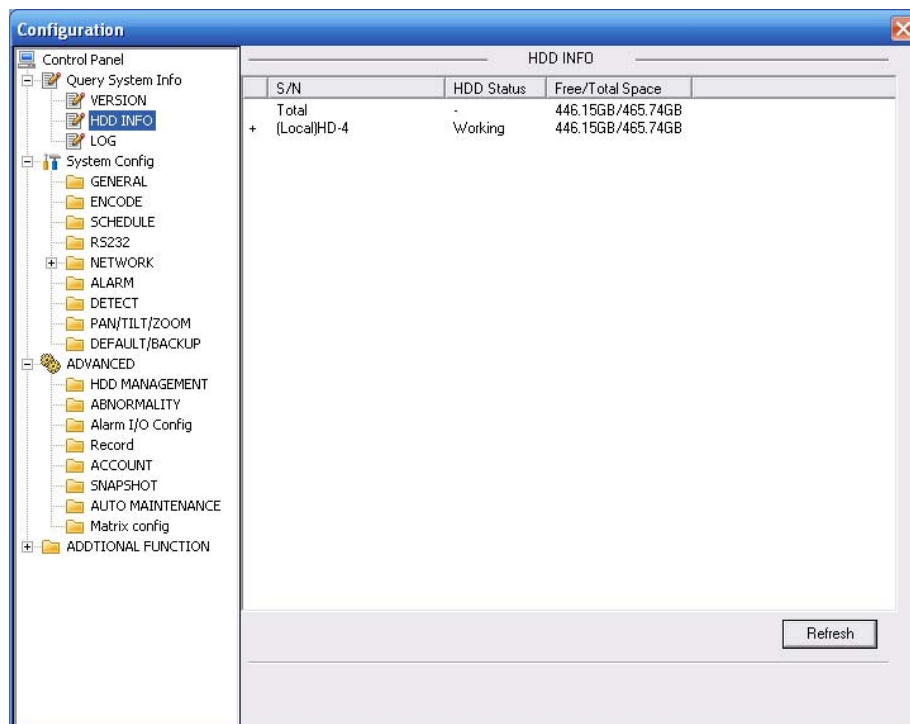 Configuration
Control Panel
Query System Info
VERSION
HDD INFO
LOG
System Config
GENERAL
ENCODE
SCHEDULE
RS232
NETWORK
ALARM
DETECT
PAN/TILT/ZOOM
DEFAULT/BACKUP
ADVANCED
HDD MANAGEMENT
ABNORMALITY
Alarm I/O Config
Record
ACCOUNT
SNAPSHOT
AUTO MAINTENANCE
Matrix config
ADDTIONAL FUNCTION
HDD INFO
S/N HDD Status Free/Total Space
Total - 446.15GB/465.74GB
+ (Local)HD-4 Working 446.15GB/465.74GB
Refresh